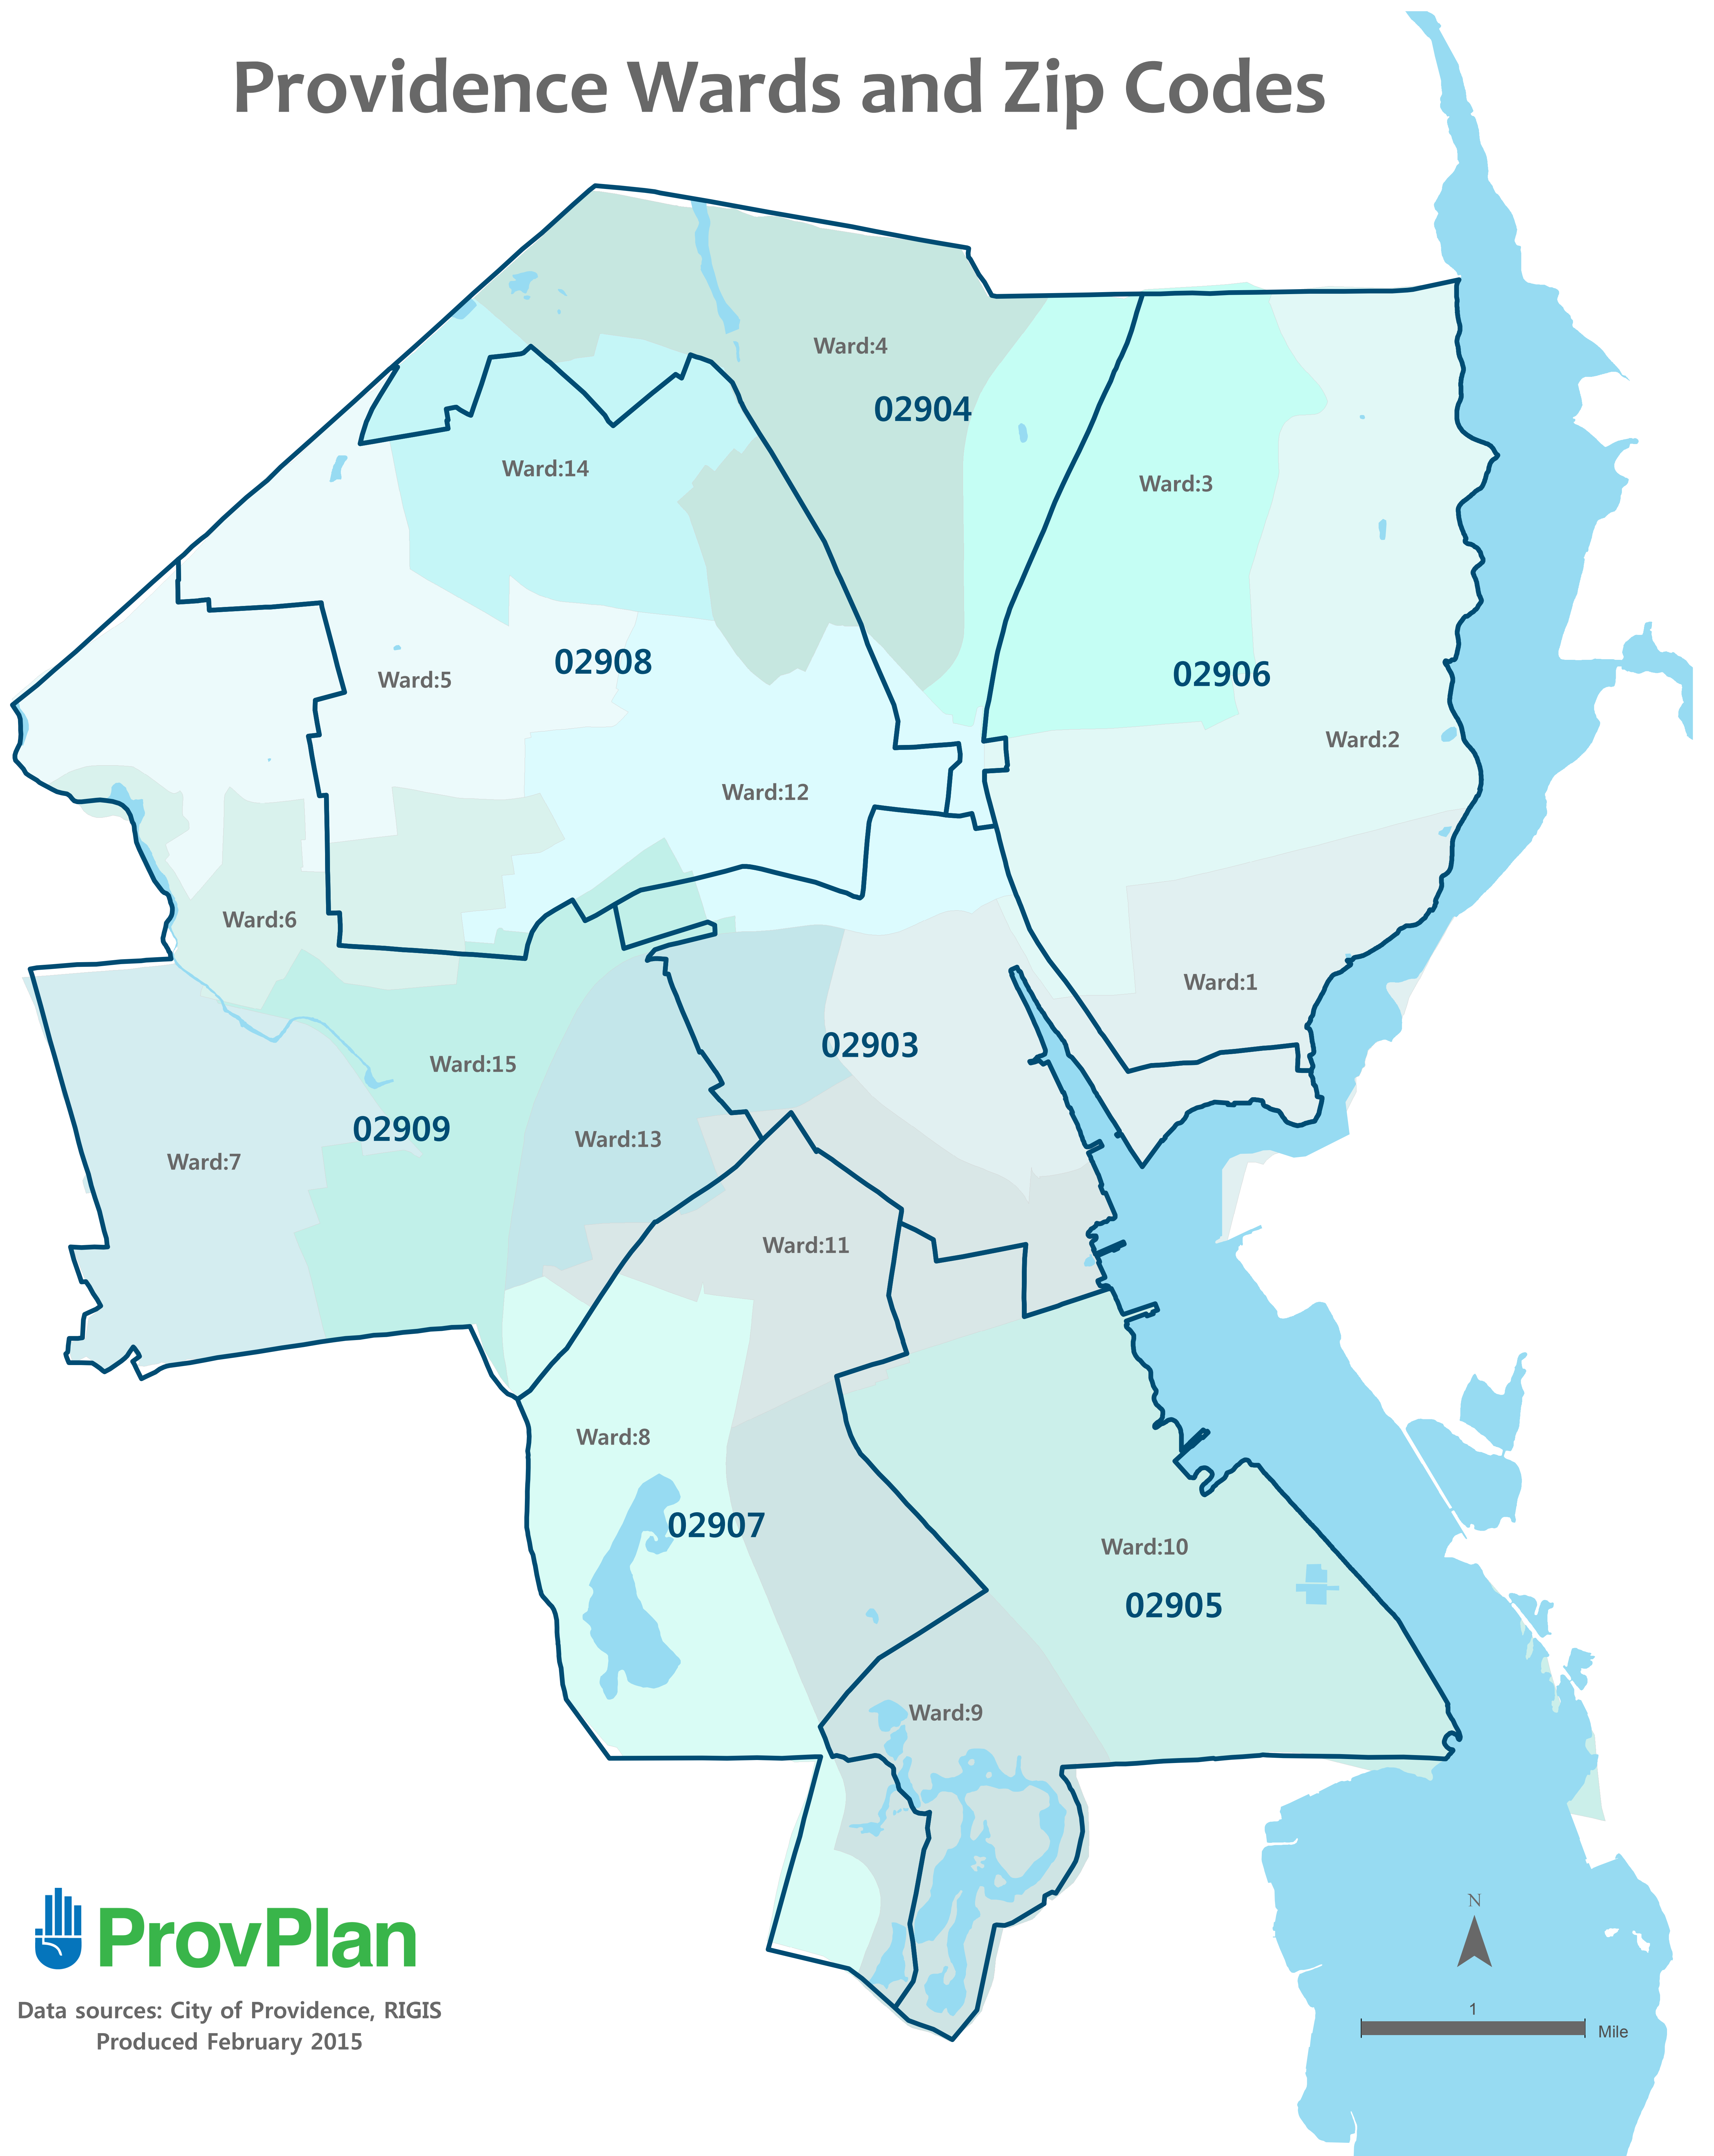 Providence Wards and Zip Codes
Ward:4
02904
Ward:14
Ward:3
02908
Ward:5
02906
Ward:2
Ward:12
Ward:6
Ward:1
02903
Ward:15
02909
Ward:13
Ward:7
Ward:11
Ward:8
02907
Ward:10
02905
Ward:9
N
1
Mile
ProvPlan
Data sources: City of Providence, RIGIS
Produced February 2015